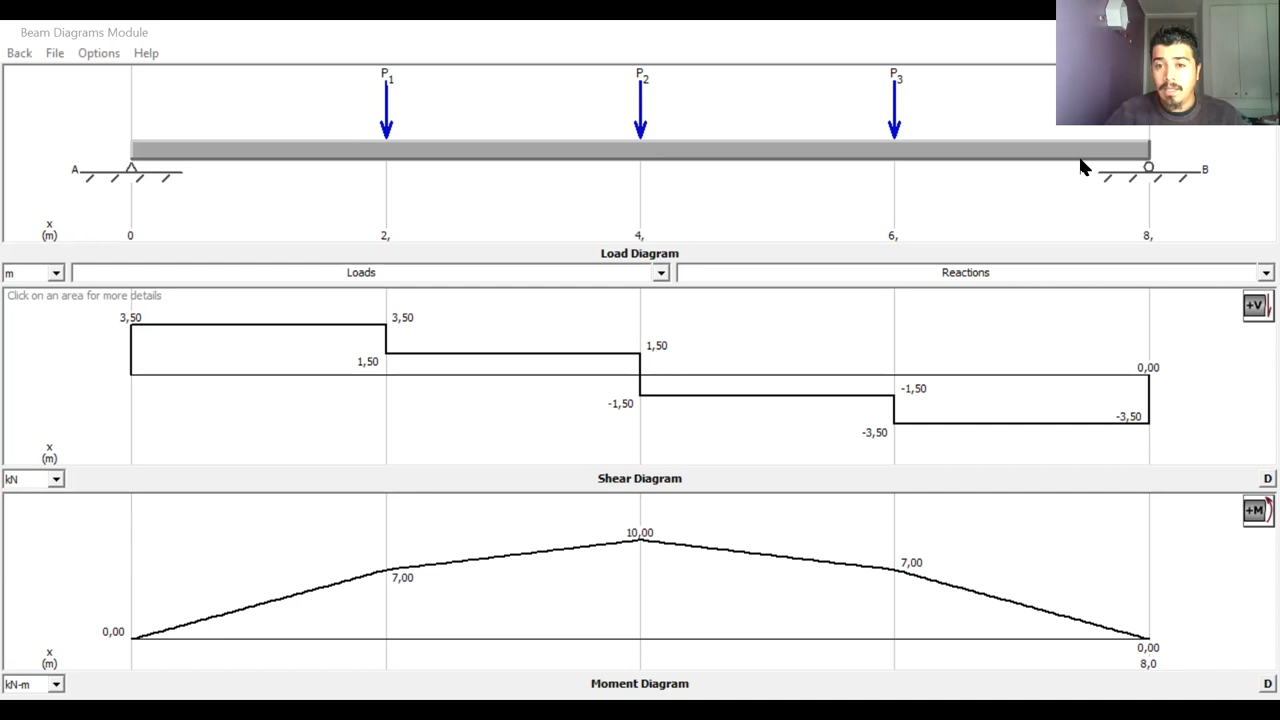 Beam Diagrams Module
Back File Options Help
P1 P2 P3
A B
x
(m) 0 2, 4, 6, 8,
Load Diagram
m Loads Reactions
Click on an area for more details
+V
3,50 3,50
1,50 1,50
0,00
-1,50 -1,50
-3,50 -3,50
x
(m)
kN Shear Diagram D
+M
10,00
7,00 7,00
0,00
0,00
x
(m) 8,0
kN-m Moment Diagram D